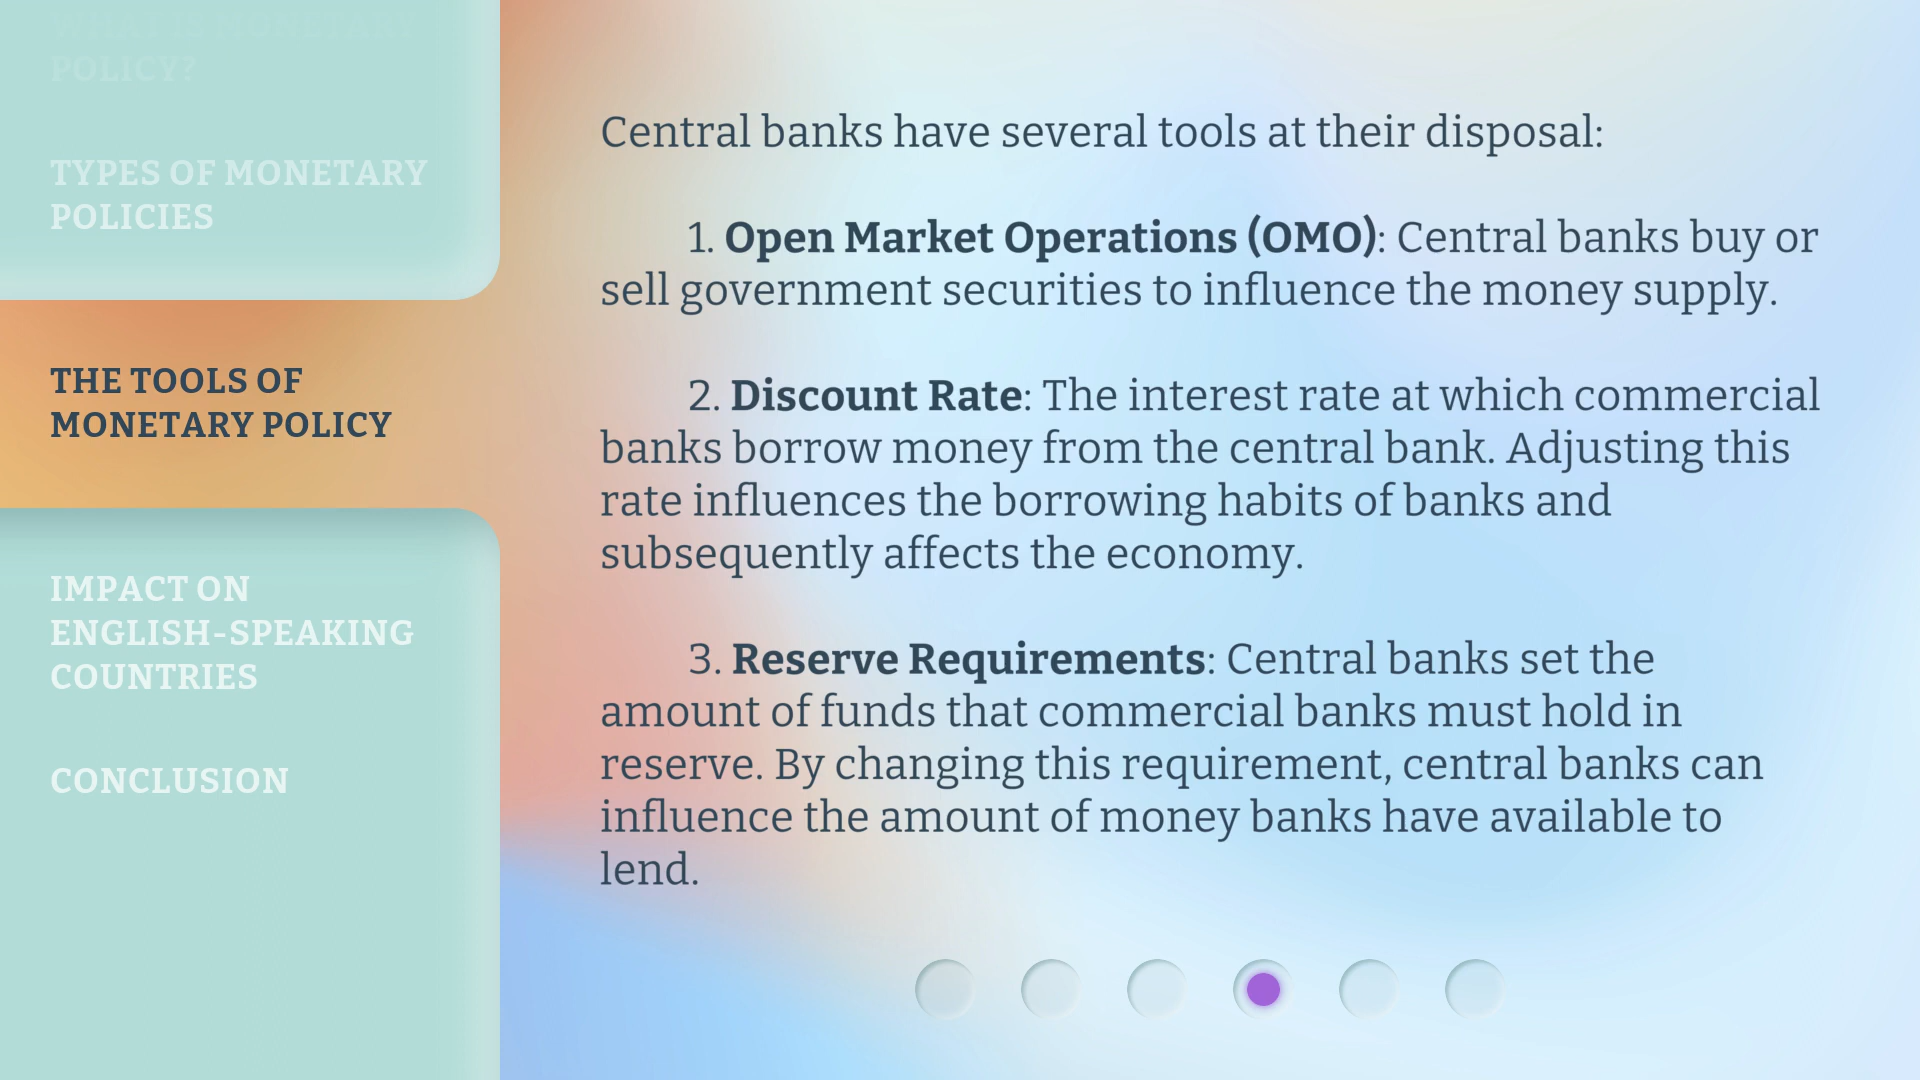 WHAT IS MONETARY
POLICY?
TYPES OF MONETARY
POLICIES
THE TOOLS OF
MONETARY POLICY
IMPACT ON
ENGLISH-SPEAKING
COUNTRIES
CONCLUSION
Central banks have several tools at their disposal:
1. Open Market Operations (OMO): Central banks buy or
sell government securities to influence the money supply.
2. Discount Rate: The interest rate at which commercial
banks borrow money from the central bank. Adjusting this
rate influences the borrowing habits of banks and
subsequently affects the economy.
3. Reserve Requirements: Central banks set the
amount of funds that commercial banks must hold in
reserve. By changing this requirement, central banks can
influence the amount of money banks have available to
lend.